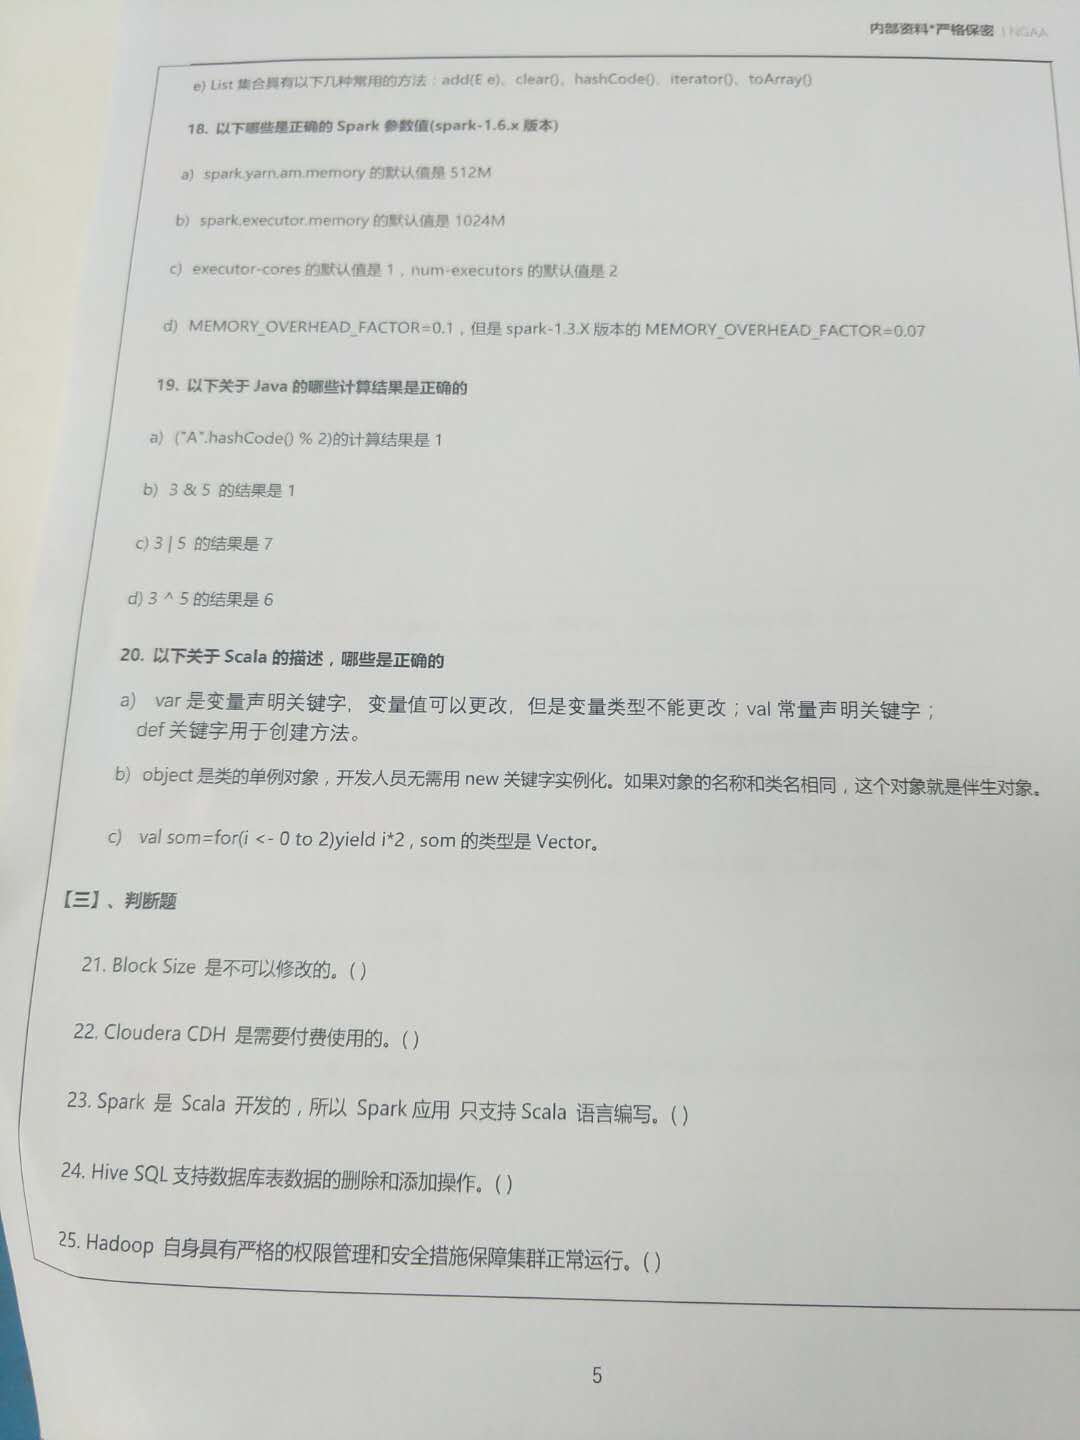 内部资料*严格保密 | NGAA
e) List 集合具有以下几种常用的方法：add(E e)、clear()、hashCode()、iterator()、toArray()
18. 以下哪些是正确的 Spark 参数值(spark-1.6.x 版本)
a) spark.yarn.am.memory 的默认值是 512M
b) spark.executor.memory 的默认值是 1024M
c) executor-cores 的默认值是 1，num-executors 的默认值是 2
d) MEMORY_OVERHEAD_FACTOR=0.1，但是 spark-1.3.X 版本的 MEMORY_OVERHEAD_FACTOR=0.07
19. 以下关于 Java 的哪些计算结果是正确的
a) ("A".hashCode() % 2)的计算结果是 1
b) 3 & 5 的结果是 1
c) 3 | 5 的结果是 7
d) 3 ^ 5 的结果是 6
20. 以下关于 Scala 的描述，哪些是正确的
a) var 是变量声明关键字，变量值可以更改，但是变量类型不能更改；val 常量声明关键字；
def 关键字用于创建方法。
b) object 是类的单例对象，开发人员无需用 new 关键字实例化。如果对象的名称和类名相同，这个对象就是伴生对象。
c) val som=for(i <- 0 to 2)yield i*2 , som 的类型是 Vector。
【三】、判断题
21. Block Size 是不可以修改的。( )
22. Cloudera CDH 是需要付费使用的。( )
23. Spark 是 Scala 开发的，所以 Spark 应用 只支持 Scala 语言编写。( )
24. Hive SQL 支持数据库表数据的删除和添加操作。( )
25. Hadoop 自身具有严格的权限管理和安全措施保障集群正常运行。( )
5